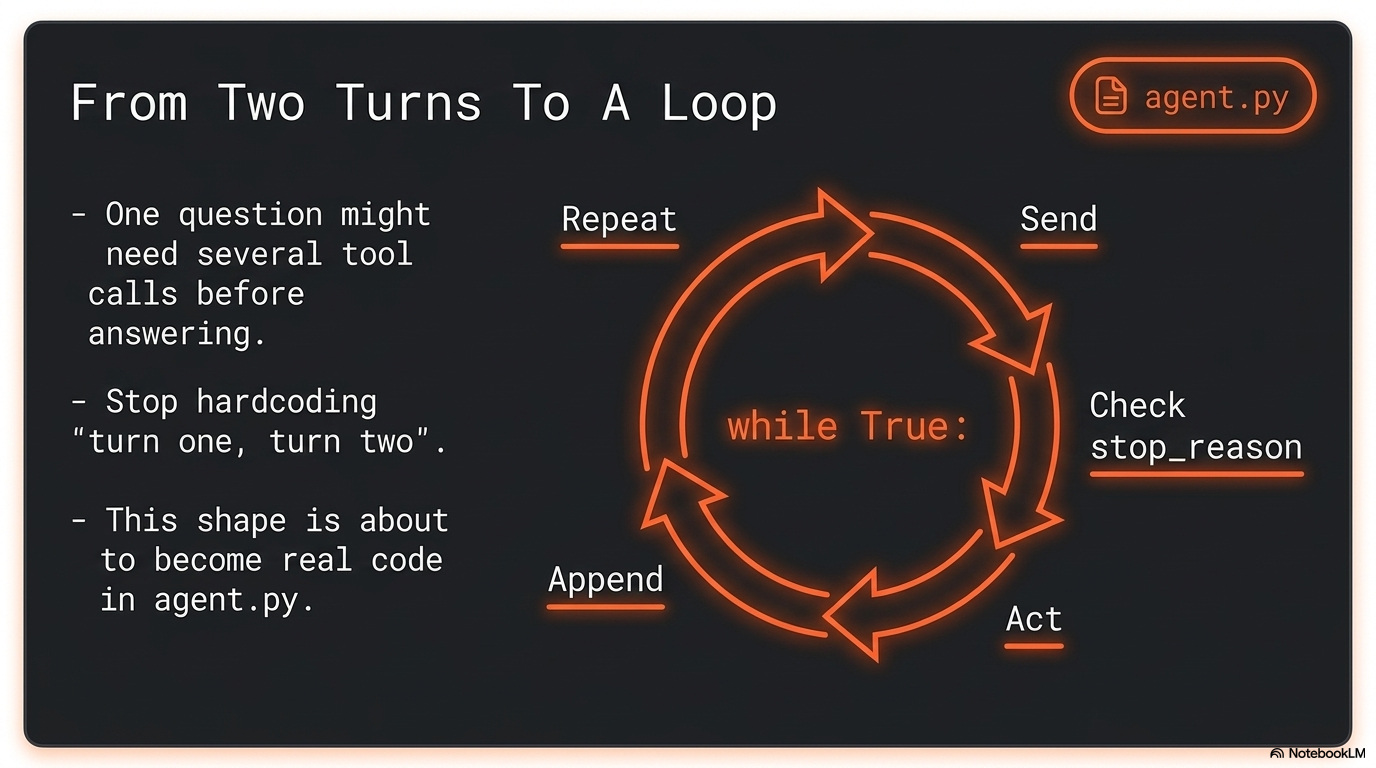 From Two Turns To A Loop
agent.py
- One question might
need several tool
calls before
answering.
- Stop hardcoding
“turn one, turn two”.
- This shape is about
to become real code
in agent.py.
Repeat
Send
while True:
Check
stop_reason
Append
Act
NotebookLM